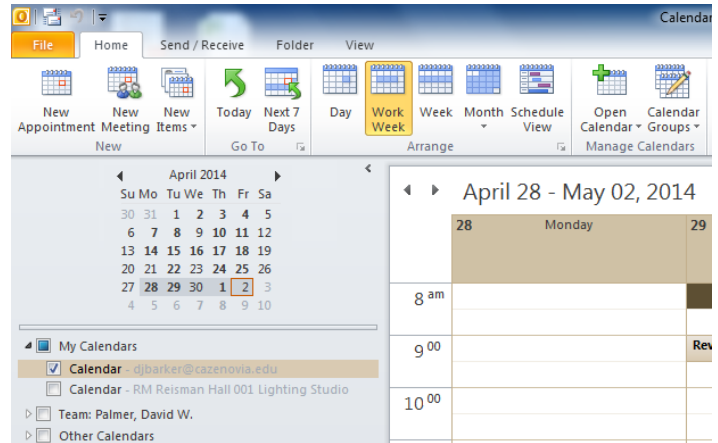 Calendar
File Home Send / Receive Folder View
New Appointment New Meeting New Items Today Next 7 Days Day Work Week Week Month Schedule View Open Calendar Calendar Groups
New Go To Arrange Manage Calendars
April 2014
Su Mo Tu We Th Fr Sa
30 31 1 2 3 4 5
6 7 8 9 10 11 12
13 14 15 16 17 18 19
20 21 22 23 24 25 26
27 28 29 30 1 2 3
4 5 6 7 8 9 10
My Calendars
Calendar - djbarker@cazenovia.edu
Calendar - RM Reisman Hall 001 Lighting Studio
Team: Palmer, David W.
Other Calendars
April 28 - May 02, 2014
28 Monday 29
8 am
9 00 Rev
10 00